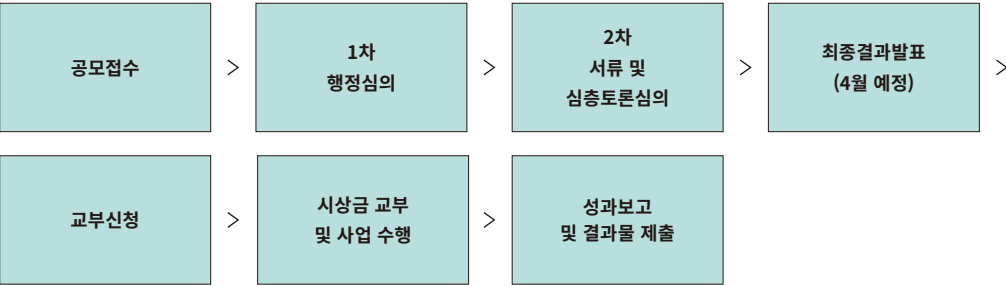 공모접수
>
1차
행정심의
>
2차
서류 및
심층토론심의
>
최종결과발표
(4월 예정)
>
교부신청
>
시상금 교부
및 사업 수행
>
성과보고
및 결과물 제출